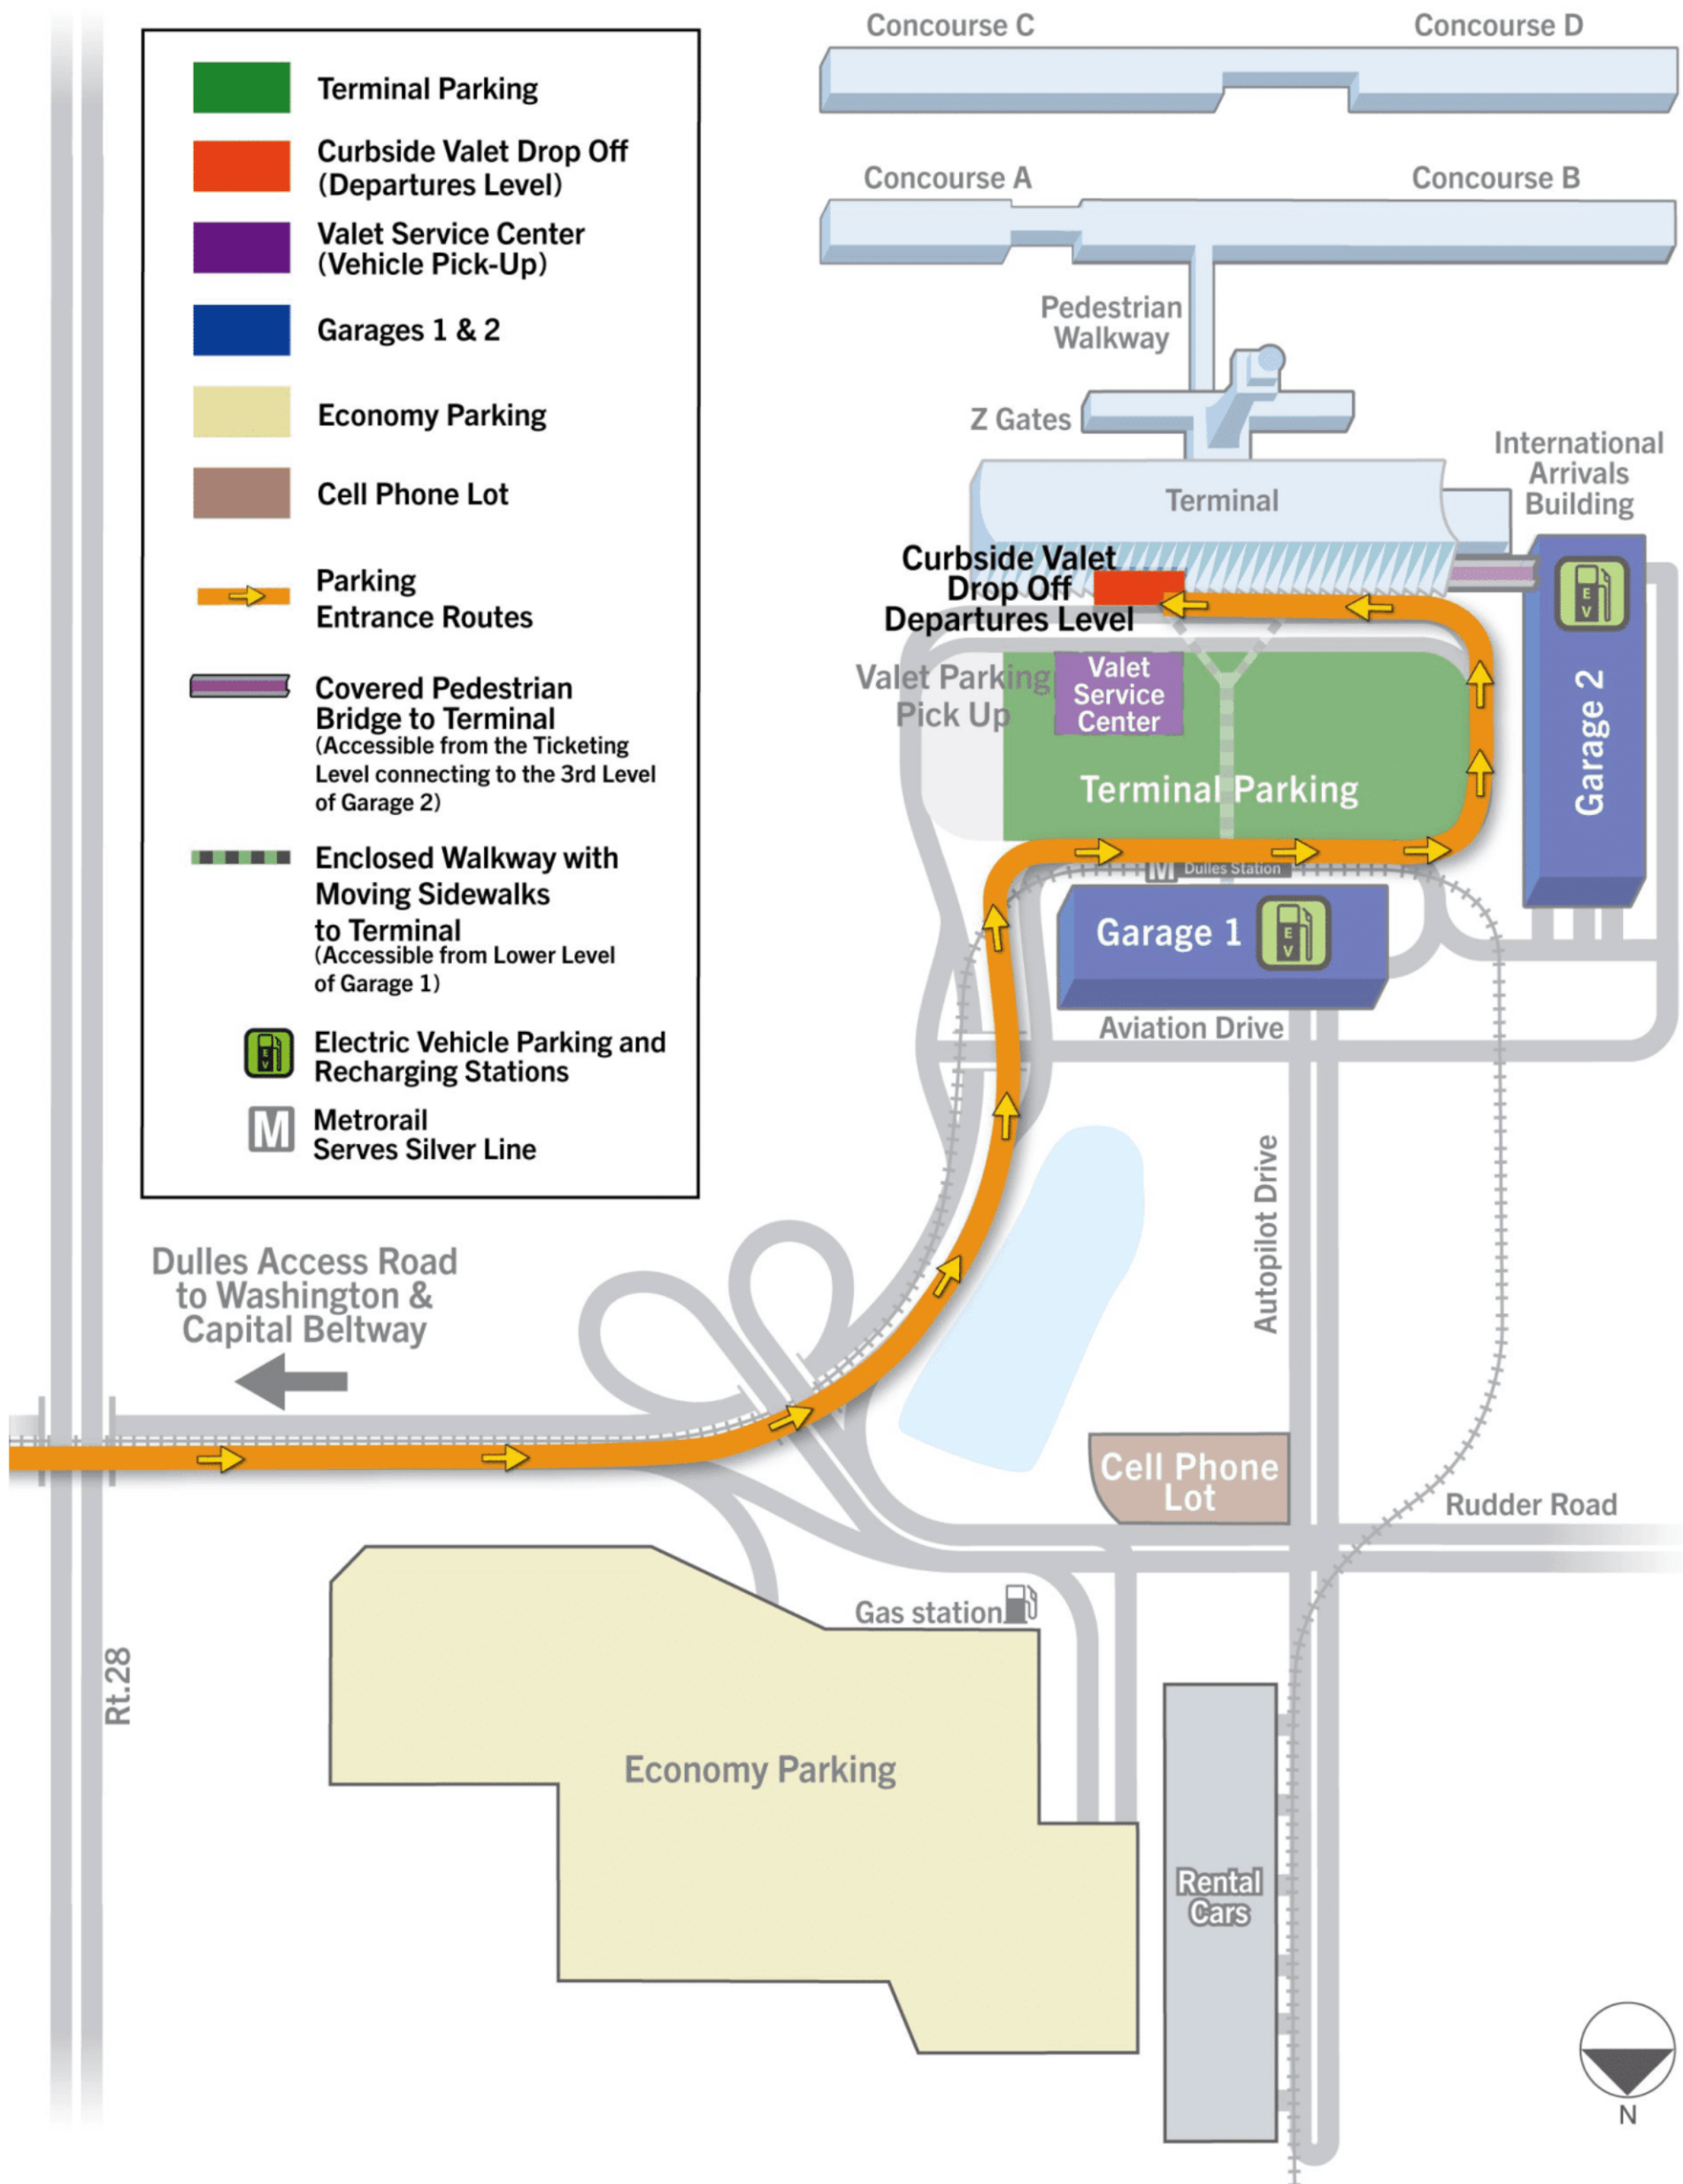 Terminal Parking
Curbside Valet Drop Off
(Departures Level)
Valet Service Center
(Vehicle Pick-Up)
Garages 1 & 2
Economy Parking
Cell Phone Lot
Parking
Entrance Routes
Covered Pedestrian
Bridge to Terminal
(Accessible from the Ticketing
Level connecting to the 3rd Level
of Garage 2)
Enclosed Walkway with
Moving Sidewalks
to Terminal
(Accessible from Lower Level
of Garage 1)
E
V
Electric Vehicle Parking and
Recharging Stations
M
Metrorail
Serves Silver Line
Concourse C
Concourse D
Concourse A
Concourse B
Pedestrian
Walkway
Z Gates
International
Arrivals
Building
Terminal
Curbside Valet
Drop Off
Departures Level
E
V
Valet Parking
Pick Up
Valet
Service
Center
Garage 2
Terminal Parking
M
Dulles Station
Garage 1
E
V
Aviation Drive
Autopilot Drive
Dulles Access Road
to Washington &
Capital Beltway
Cell Phone
Lot
Rudder Road
Gas station
Rt.28
Economy Parking
Rental
Cars
N